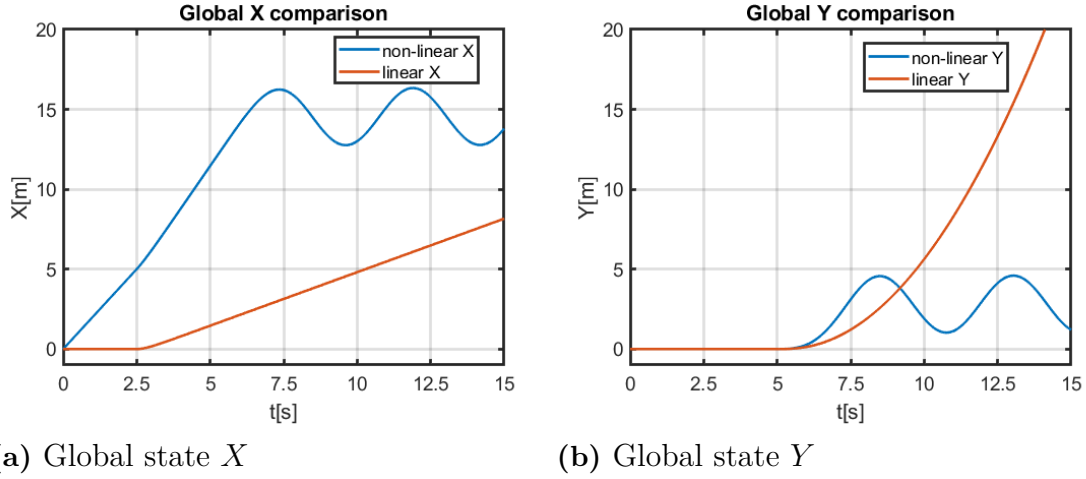 Global X comparison
20
15
10
5
0
X[m]
non-linear X
linear X
0 2.5 5 7.5 10 12.5 15
t[s]
Global Y comparison
20
15
10
5
0
Y[m]
non-linear Y
linear Y
0 2.5 5 7.5 10 12.5 15
t[s]
a) Global state X
(b) Global state Y